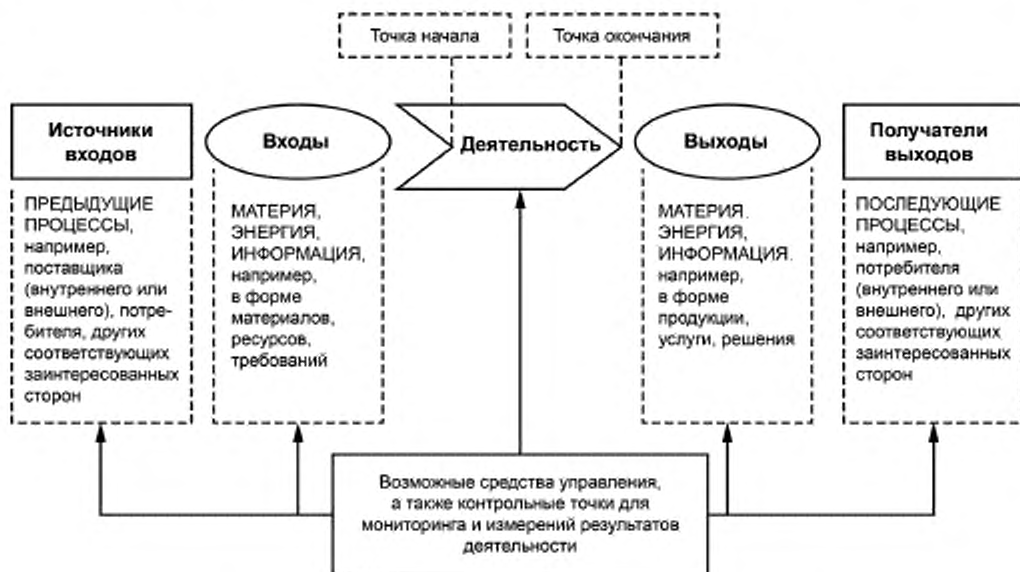 Точка начала
Точка окончания
Источники
входов
Входы
Деятельность
Выходы
Получатели
выходов
ПРЕДЫДУЩИЕ
ПРОЦЕССЫ,
например,
поставщика
(внутреннего или
внешнего), потре-
бителя, других
соответствующих
заинтересованных
сторон
МАТЕРИЯ,
ЭНЕРГИЯ,
ИНФОРМАЦИЯ,
например,
в форме
материалов,
ресурсов,
требований
МАТЕРИЯ.
ЭНЕРГИЯ,
ИНФОРМАЦИЯ.
например,
в форме
продукции,
услуги, решения
ПОСЛЕДУЮЩИЕ
ПРОЦЕССЫ,
например,
потребителя
(внутреннего или
внешнего), других
соответствующих
заинтересованных
сторон
Возможные средства управления,
а также контрольные точки для
мониторинга и измерений результатов
деятельности